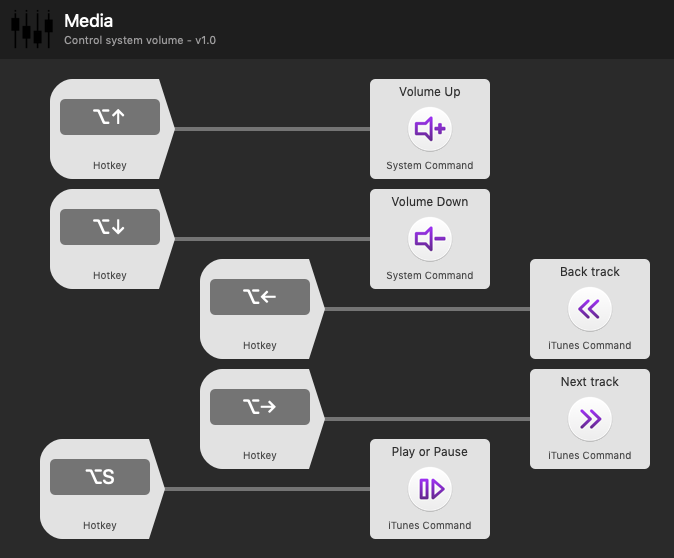 Media
Control system volume - v1.0
⌥↑
Hotkey
Volume Up
System Command
⌥↓
Hotkey
Volume Down
System Command
⌥←
Hotkey
Back track
iTunes Command
⌥→
Hotkey
Next track
iTunes Command
⌥S
Hotkey
Play or Pause
iTunes Command